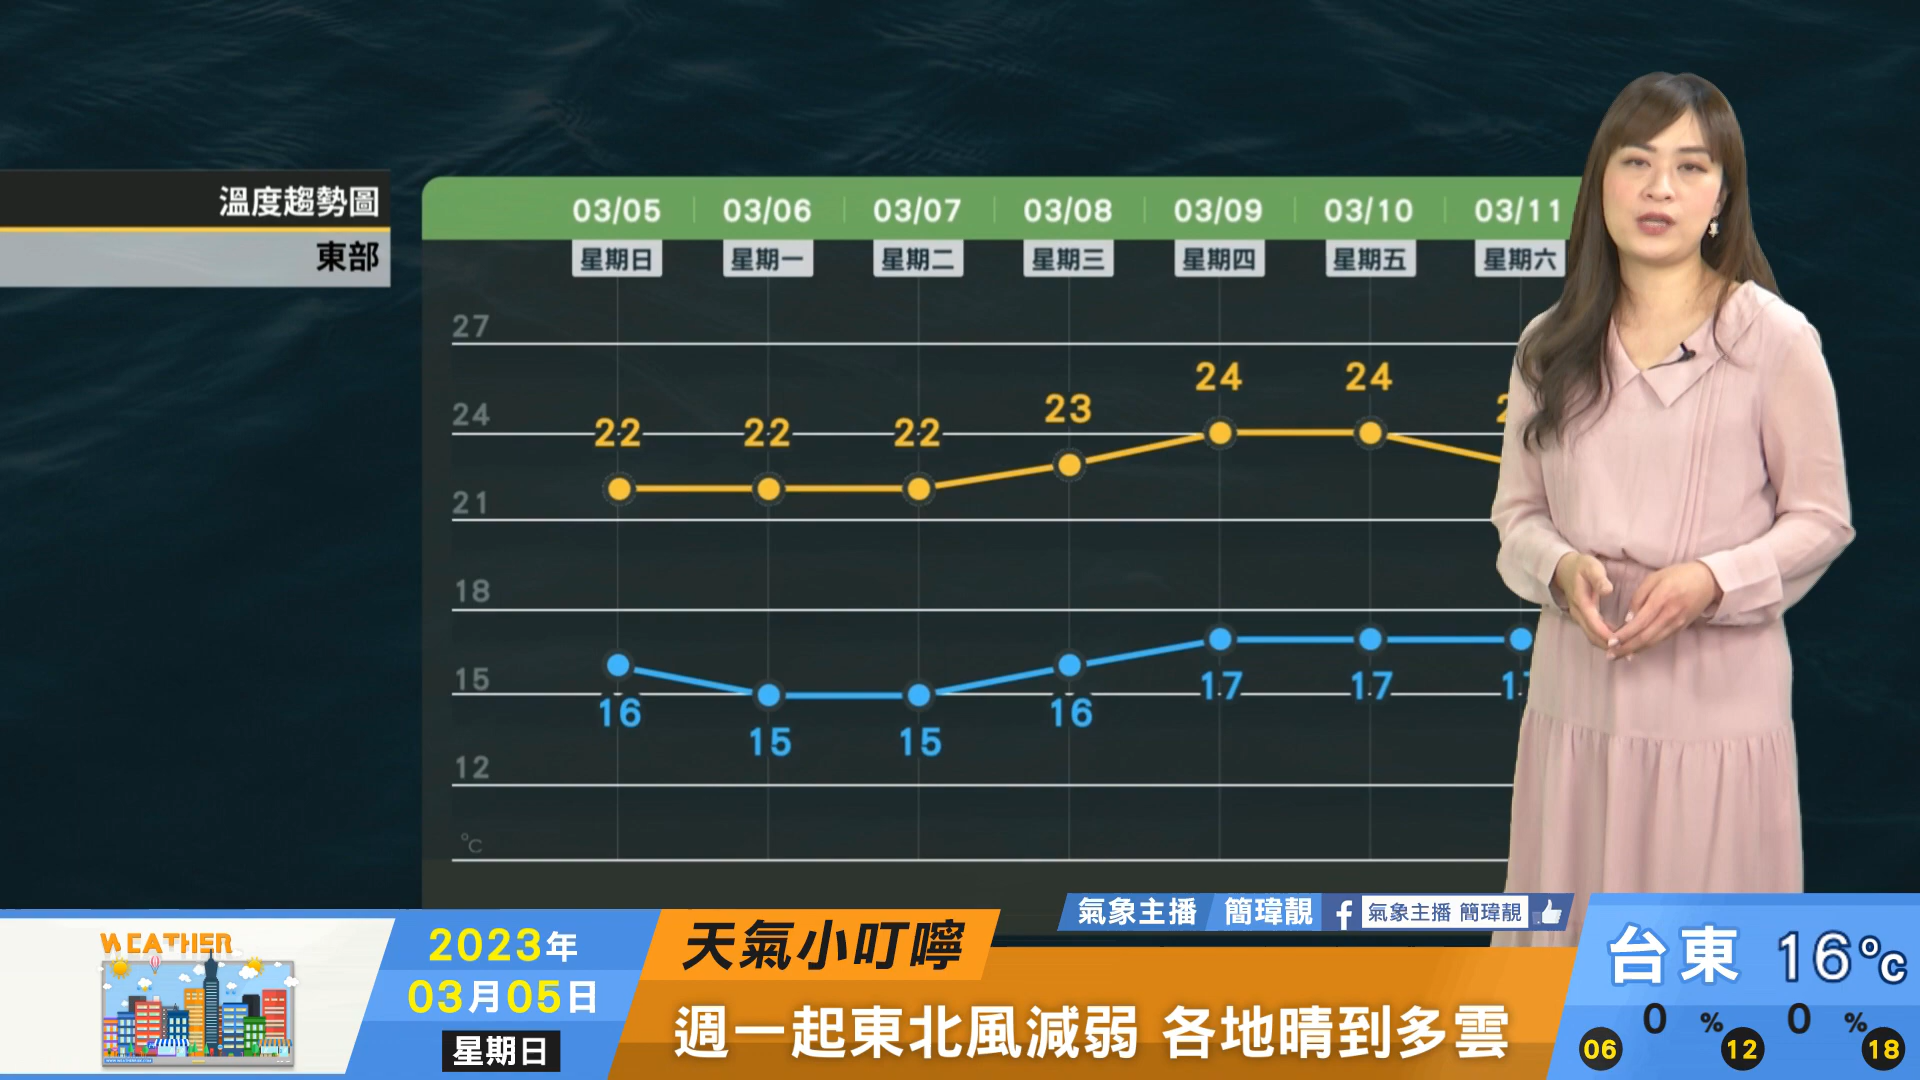 溫度趨勢圖
東部
03/05 03/06 03/07 03/08 03/09 03/10 03/11
星期日 星期一 星期二 星期三 星期四 星期五 星期六
27
24
21
18
15
12
°C
22 22 22 23 24 24
16 15 15 16 17 17 17
氣象主播 簡瑋靚 f 氣象主播 簡瑋靚
WEATHER
2023年
03月05日
星期日
天氣小叮嚀
週一起東北風減弱 各地晴到多雲
台東 16°C
0 % 0 %
06 12 18